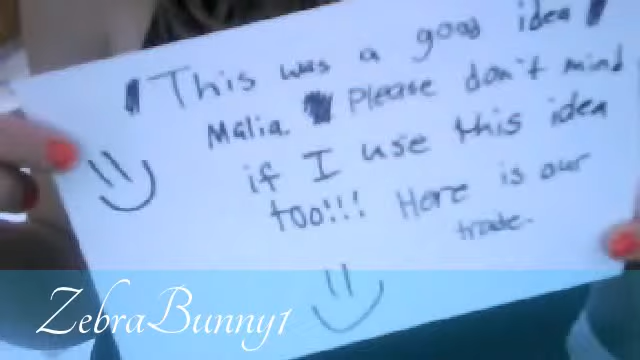 This was a good idea
Malia. Please don't mind
if I use this idea
too!!! Here is our
trade.
ZebraBunny1